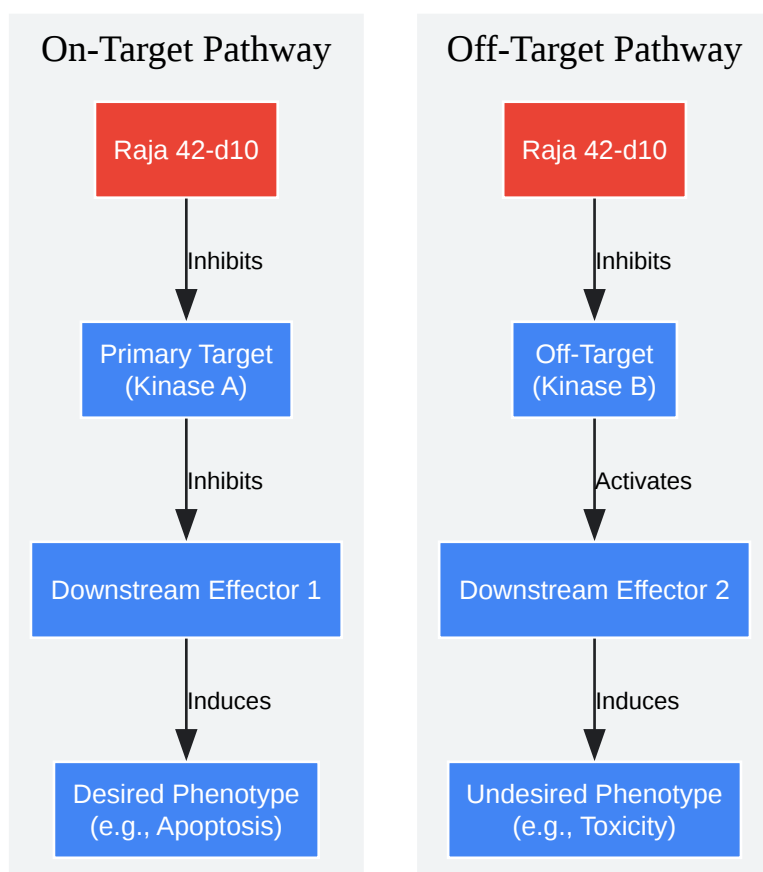 On-Target Pathway
Raja 42-d10
Inhibits
Primary Target
(Kinase A)
Inhibits
Downstream Effector 1
Induces
Desired Phenotype
(e.g., Apoptosis)
Off-Target Pathway
Raja 42-d10
Inhibits
Off-Target
(Kinase B)
Activates
Downstream Effector 2
Induces
Undesired Phenotype
(e.g., Toxicity)